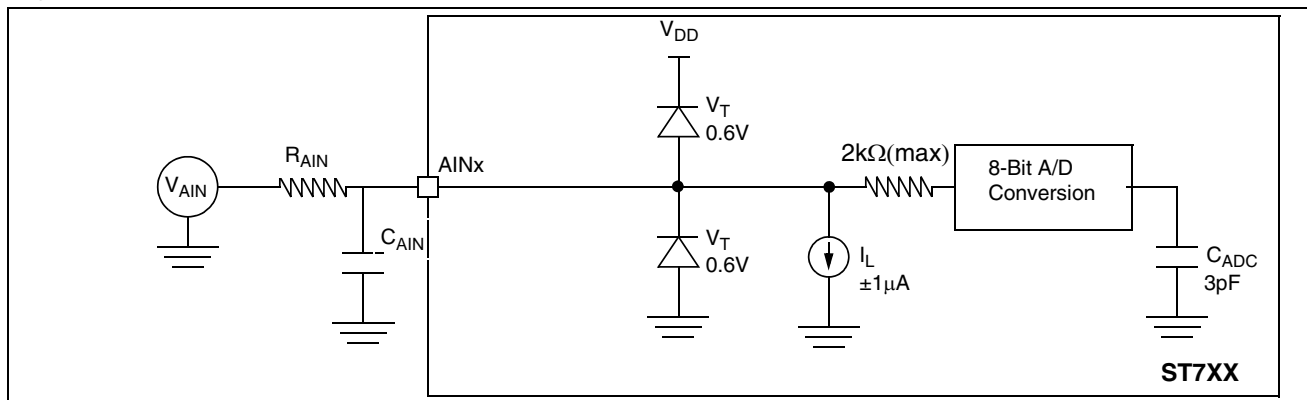 V_DD
V_T
0.6V
R_AIN
AINx
2kΩ(max)
8-Bit A/D
Conversion
V_AIN
C_AIN
V_T
0.6V
I_L
±1μA
C_ADC
3pF
ST7XX